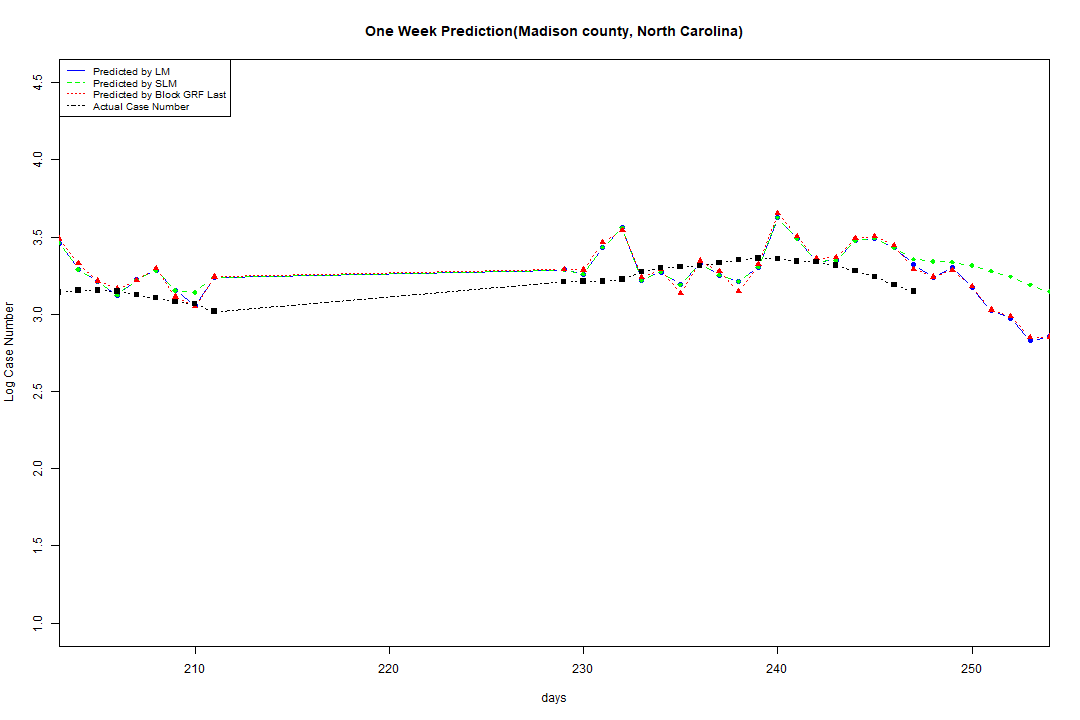 One Week Prediction(Madison county, North Carolina)
Predicted by LM
Predicted by SLM
Predicted by Block GRF Last
Actual Case Number
4.5
4.0
3.5
3.0
2.5
2.0
1.5
1.0
Log Case Number
210 220 230 240 250
days